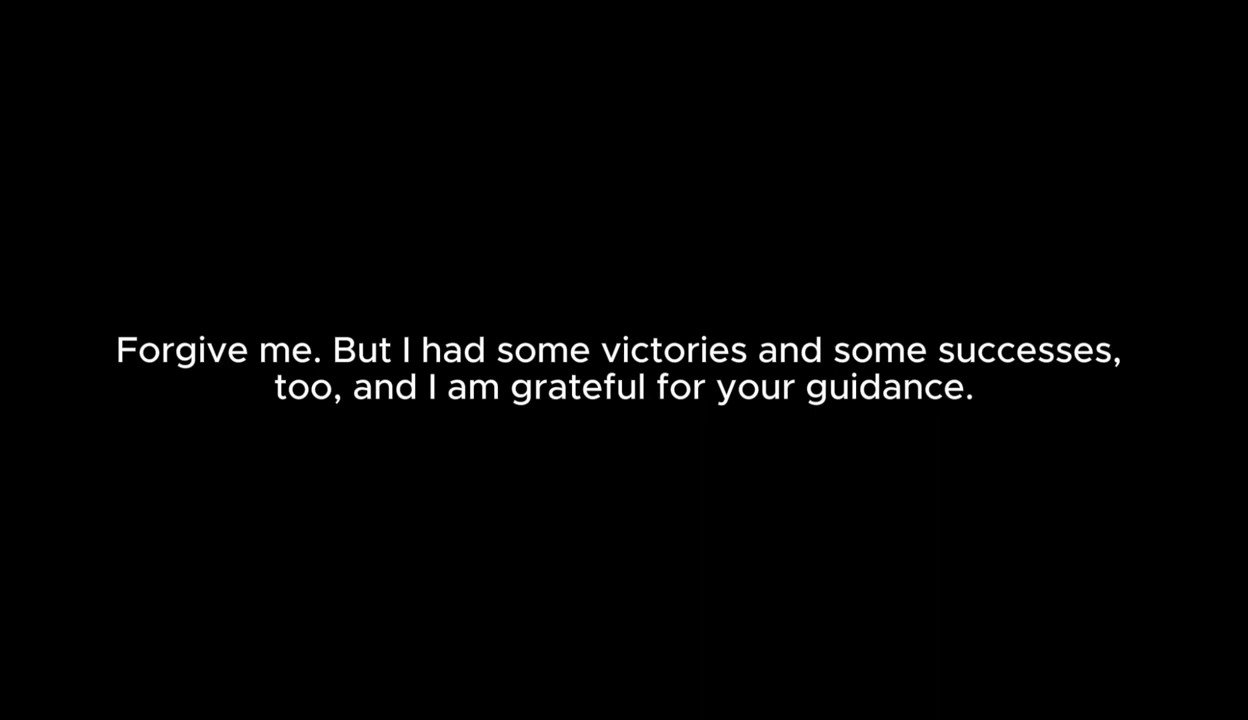 Forgive me. But I had some victories and some successes,
too, and I am grateful for your guidance.